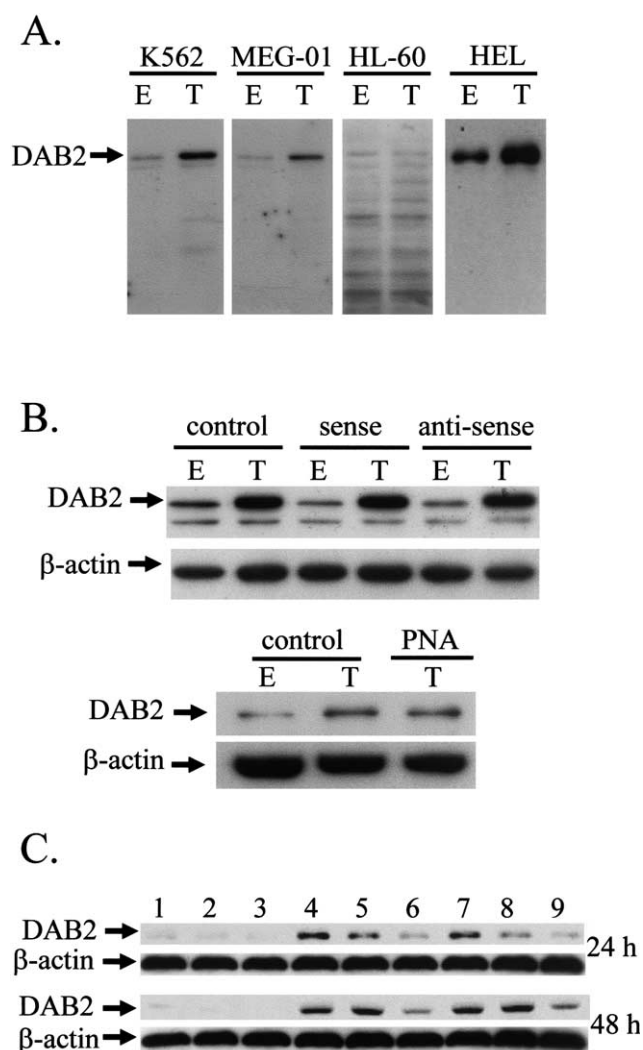 A.
K562 MEG-01 HL-60 HEL
E T E T E T E T
DAB2
B.
control sense anti-sense
E T E T E T
DAB2
β-actin
control PNA
E T T
DAB2
β-actin
C.
1 2 3 4 5 6 7 8 9
DAB2
24 h
β-actin
DAB2
48 h
β-actin